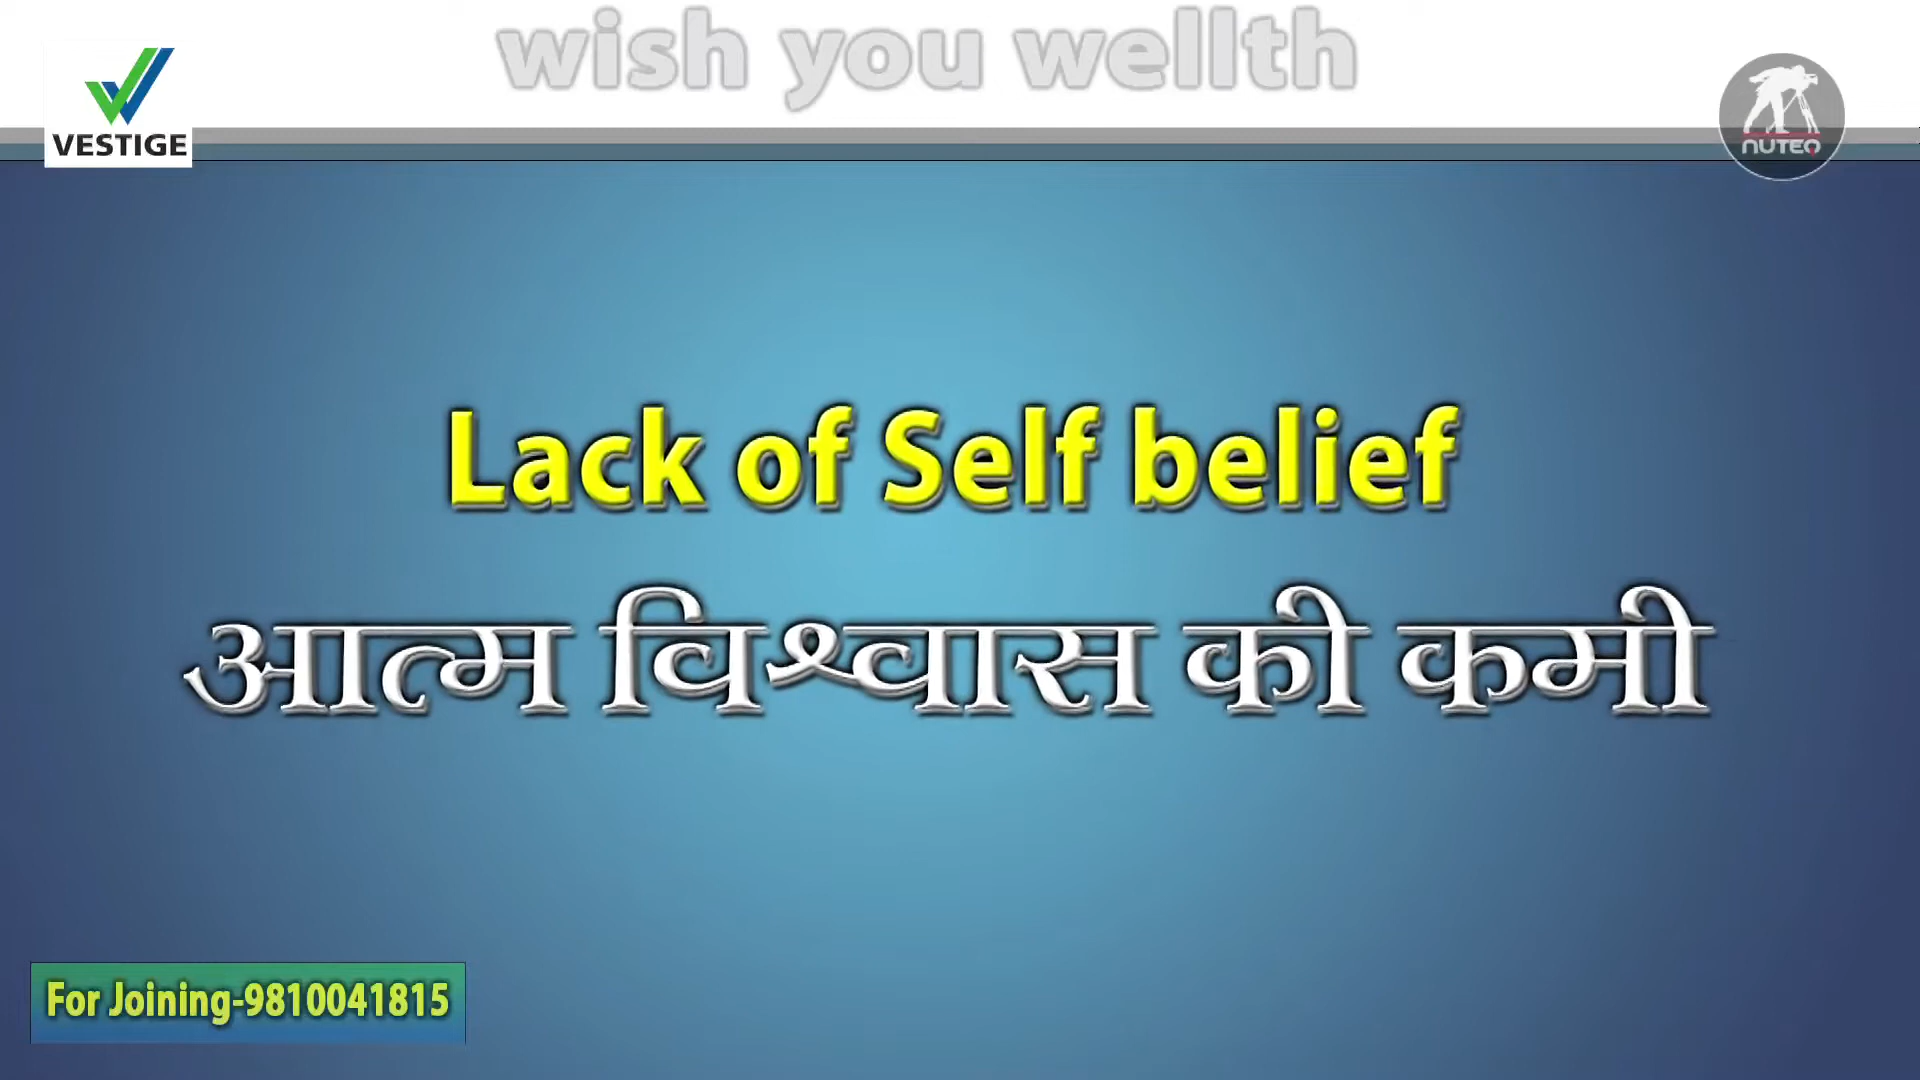 wish you wellth
VESTIGE
nuteq
Lack of Self belief
आत्म विश्वास की कमी
For Joining-9810041815